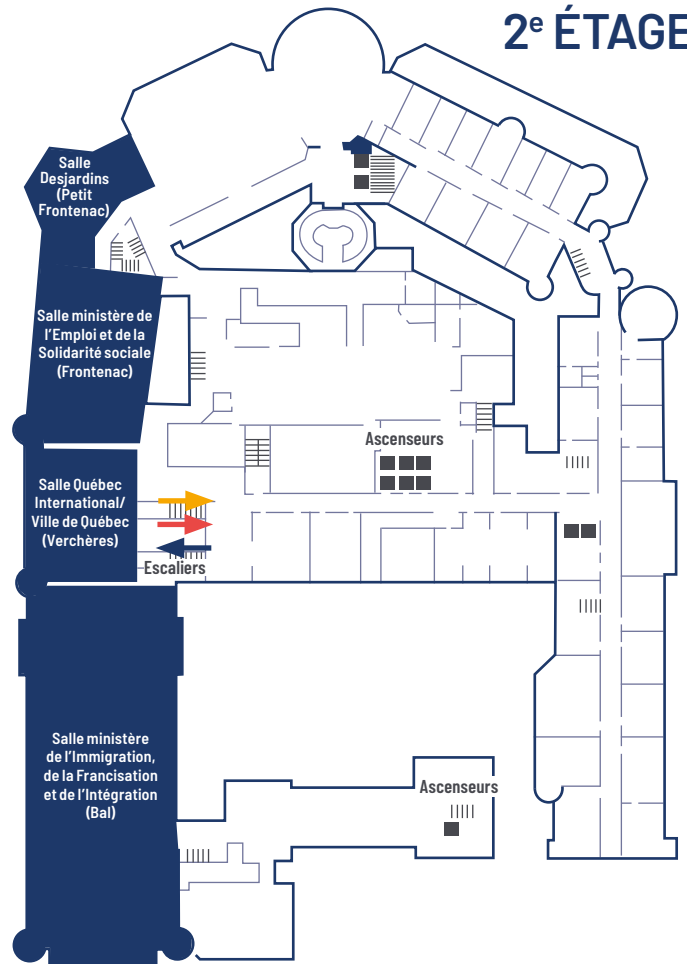 2e ÉTAGE
Salle
Desjardins
(Petit
Frontenac)
Salle ministère de
l'Emploi et de la
Solidarité sociale
(Frontenac)
Ascenseurs
Salle Québec
International/
Ville de Québec
(Verchères)
Escaliers
Salle ministère
de l'Immigration,
de la Francisation
et de l'Intégration
(Bal)
Ascenseurs